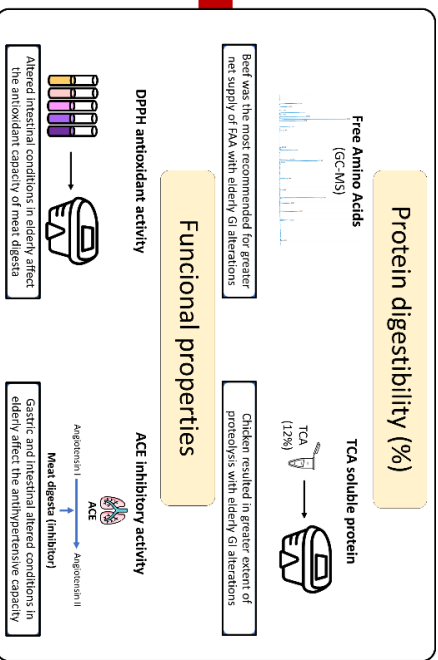 Protein digestibility (%)
Free Amino Acids
(GC-MS)
Beef was the most recommended for greater
net supply of FAA with elderly GI alterations
TCA soluble protein
TCA
(12%)
Chicken resulted in greater extent of
proteolysis with elderly GI alterations
Funcional properties
DPPH antioxidant activity
Altered intestinal conditions in elderly affect
the antioxidant capacity of meat digesta
ACE inhibitory activity
ACE
Angiotensin I
Angiotensin II
Meat digesta (inhibitor)
Gastric and intestinal altered conditions in
elderly affect the antihypertensive capacity